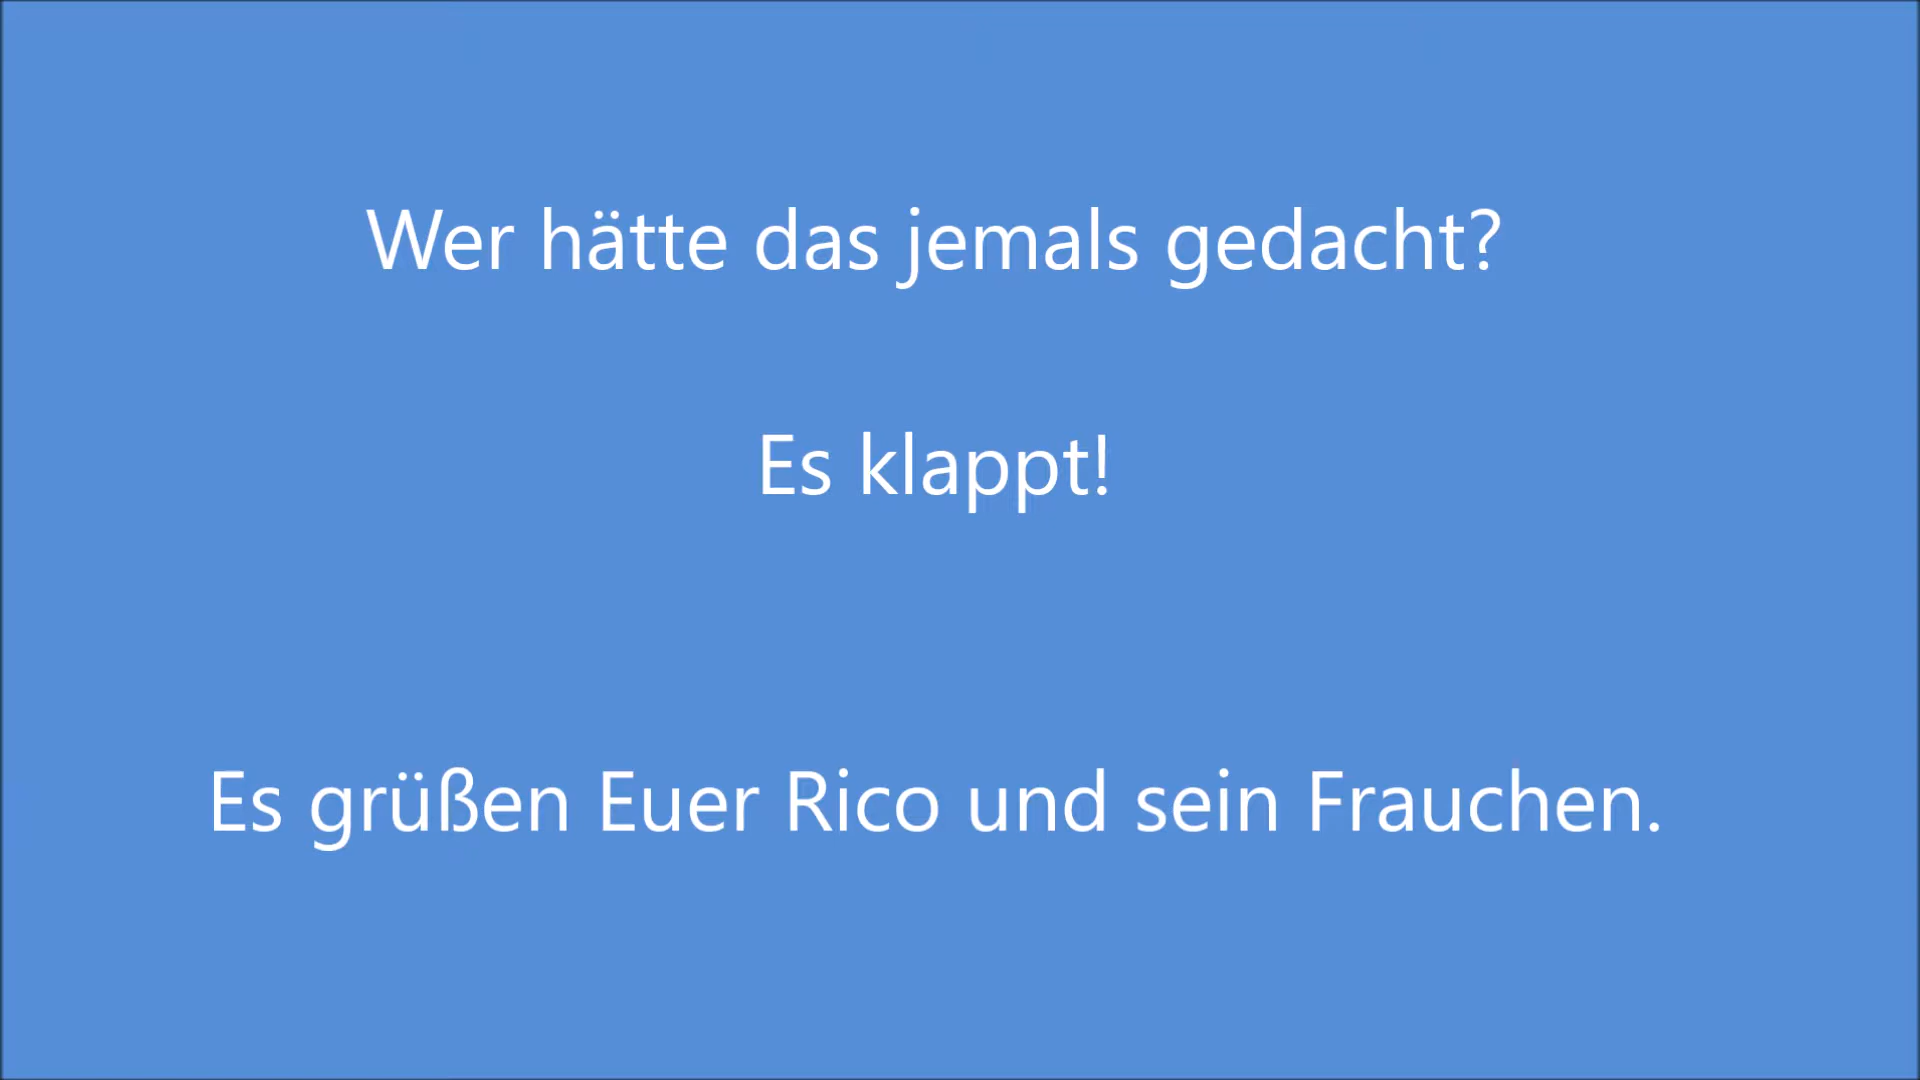 Wer hätte das jemals gedacht?
Es klappt!
Es grüßen Euer Rico und sein Frauchen.